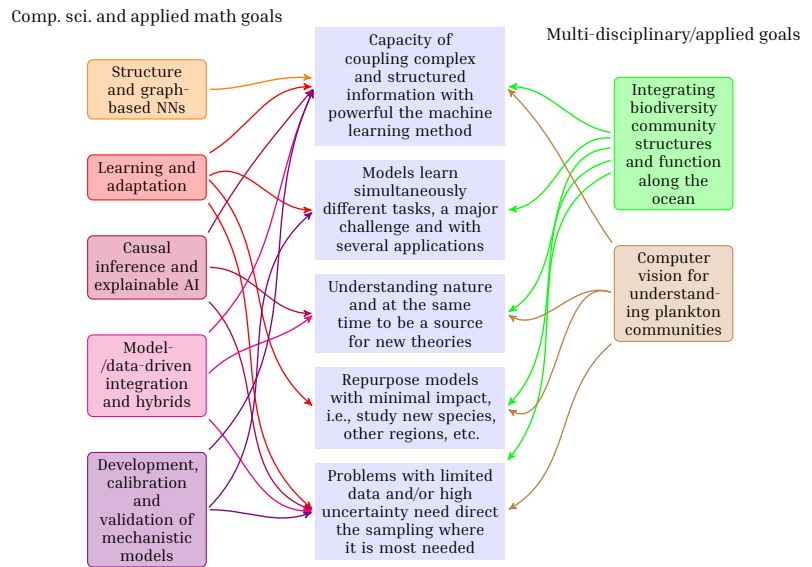 Comp. sci. and applied math goals
Multi-disciplinary/applied goals
Structure
and graph-
based NNs
Learning and
adaptation
Causal
inference and
explainable AI
Model-
/data-driven
integration
and hybrids
Development,
calibration
and
validation of
mechanistic
models
Capacity of
coupling complex
and structured
information with
powerful the machine
learning method
Models learn
simultaneously
different tasks, a major
challenge and with
several applications
Understanding nature
and at the same
time to be a source
for new theories
Repurpose models
with minimal impact,
i.e., study new species,
other regions, etc.
Problems with limited
data and/or high
uncertainty need direct
the sampling where
it is most needed
Integrating
biodiversity
community
structures
and function
along the
ocean
Computer
vision for
understand-
ing plankton
communities